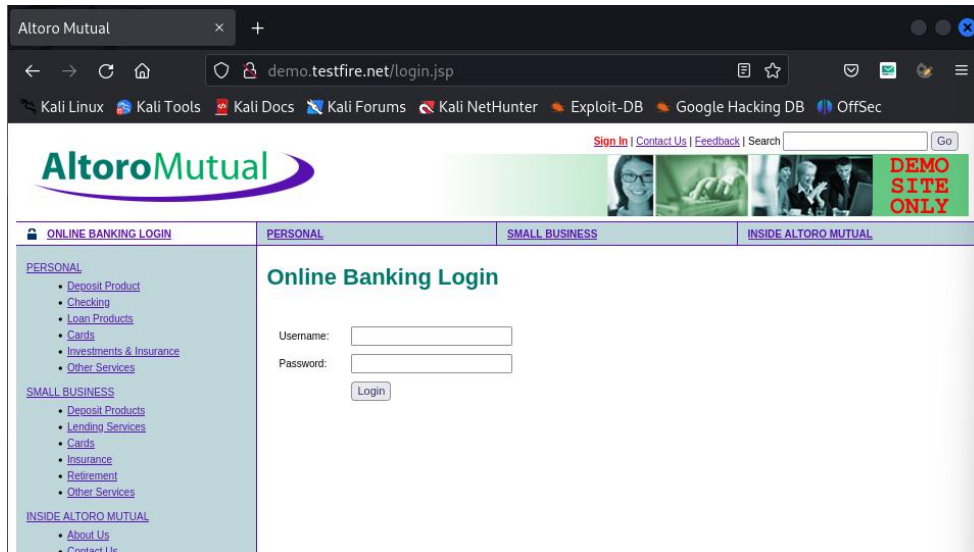 Altoro Mutual
demo.testfire.net/login.jsp
Kali Linux Kali Tools Kali Docs Kali Forums Kali NetHunter Exploit-DB Google Hacking DB OffSec
Sign In | Contact Us | Feedback | Search Go
AltoroMutual
DEMO
SITE
ONLY
ONLINE BANKING LOGIN PERSONAL SMALL BUSINESS INSIDE ALTORO MUTUAL
PERSONAL
• Deposit Product
• Checking
• Loan Products
• Cards
• Investments & Insurance
• Other Services
SMALL BUSINESS
• Deposit Products
• Lending Services
• Cards
• Insurance
• Retirement
• Other Services
INSIDE ALTORO MUTUAL
• About Us
• Contact Us
Online Banking Login
Username:
Password:
Login